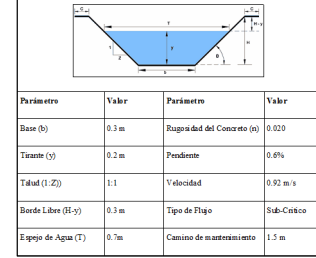 C T C
H-y
1 y H
Z θ
b
Parámetro Valor Parámetro Valor
Base (b) 0.3 m Rugosidad del Concreto (n) 0.020
Tirante (y) 0.2 m Pendiente 0.6%
Talud (1:Z)) 1:1 Velocidad 0.92 m/s
Borde Libre (H-y) 0.3 m Tipo de Flujo Sub-Critico
Espejo de Agua (T) 0.7m Camino de mantenimiento 1.5 m